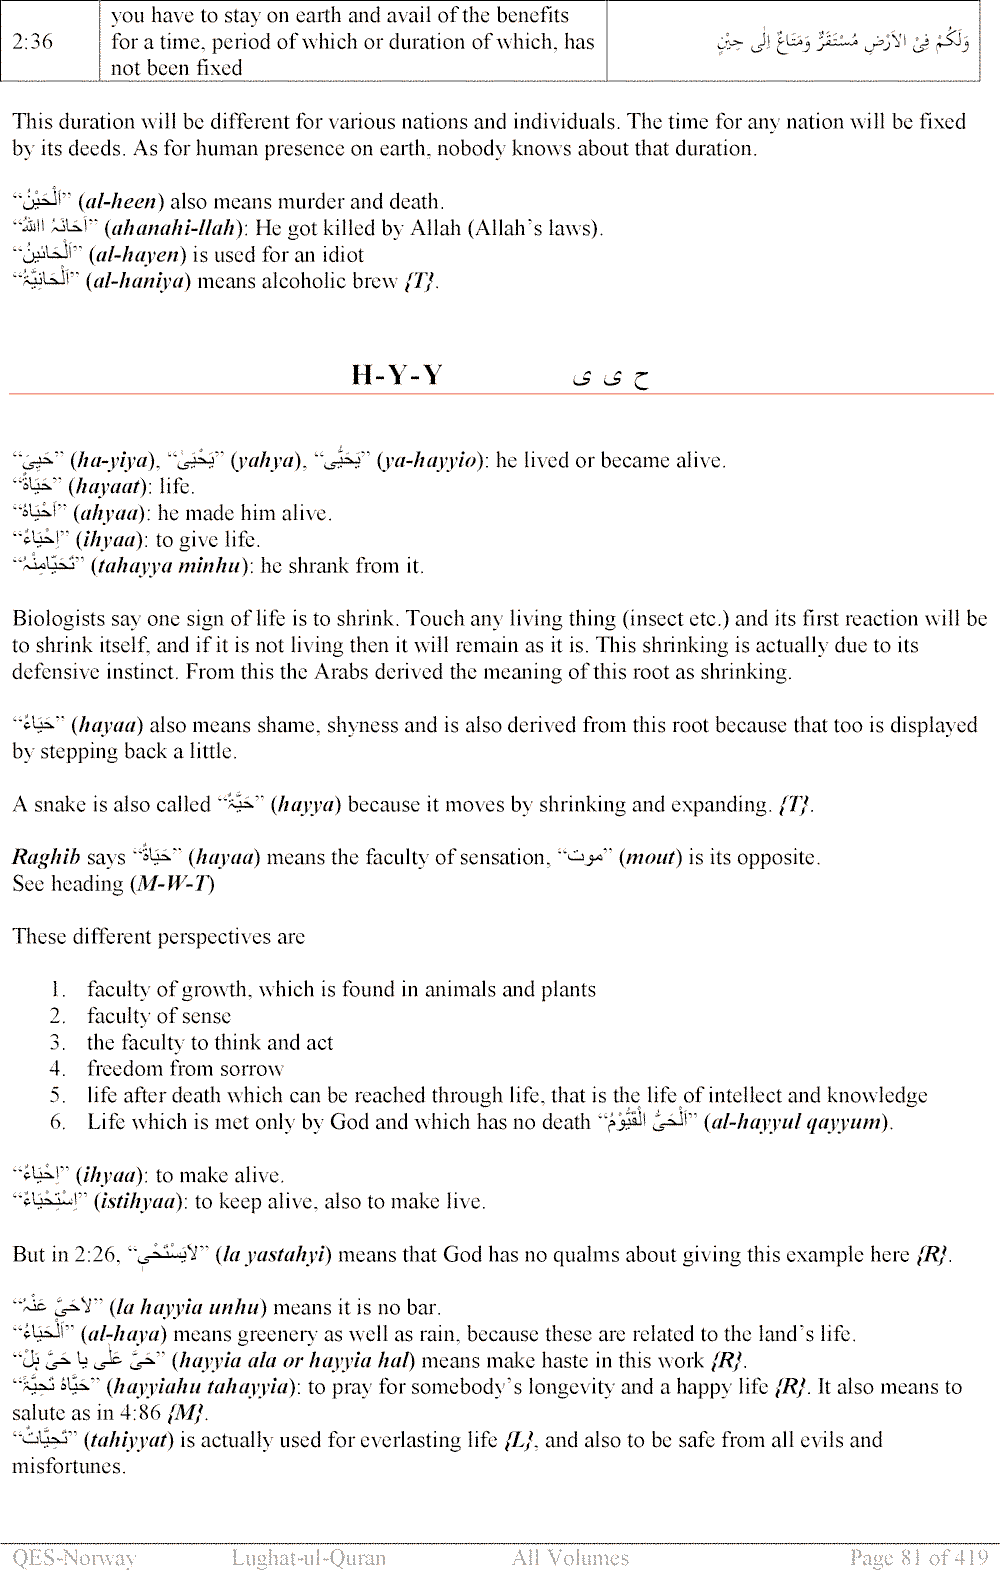 2:36
you have to stay on earth and avail of the benefits
for a time, period of which or duration of which, has
not been fixed
وَلَكُمْ فِىْ الاَرْضِ مُسْتَقَرٌّ وَمَتَاعٌ اِلٰى حِيْنٍ
This duration will be different for various nations and individuals. The time for any nation will be fixed
by its deeds. As for human presence on earth, nobody knows about that duration.
“اَلْحَيْنُ” (al-heen) also means murder and death.
“اَحَانَہُ اﷲُ” (ahanahi-llah): He got killed by Allah (Allah’s laws).
“اَلْحَائِينُ” (al-hayen) is used for an idiot
“اَلْحَانِيَّۃُ” (al-haniya) means alcoholic brew {T}.
H-Y-Y ح ی ی
“حَيِیَ” (ha-yiya), “يَحْيَیٰ” (yahya), “يَحَیُّی” (ya-hayyio): he lived or became alive.
“حَيَاۃٌ” (hayaat): life.
“اَحْيَاہُ” (ahyaa): he made him alive.
“اِحْيَاءٌ” (ihyaa): to give life.
“تَحَيَّامِنْہُ” (tahayya minhu): he shrank from it.
Biologists say one sign of life is to shrink. Touch any living thing (insect etc.) and its first reaction will be
to shrink itself, and if it is not living then it will remain as it is. This shrinking is actually due to its
defensive instinct. From this the Arabs derived the meaning of this root as shrinking.
“حَيَاءٌ” (hayaa) also means shame, shyness and is also derived from this root because that too is displayed
by stepping back a little.
A snake is also called “حَيَّۃٌ” (hayya) because it moves by shrinking and expanding. {T}.
Raghib says “حَيَاۃٌ” (hayaa) means the faculty of sensation, “موت” (mout) is its opposite.
See heading (M-W-T)
These different perspectives are
1. faculty of growth, which is found in animals and plants
2. faculty of sense
3. the faculty to think and act
4. freedom from sorrow
5. life after death which can be reached through life, that is the life of intellect and knowledge
6. Life which is met only by God and which has no death “اَلْحَیُّ الْقَيُّوْمُ” (al-hayyul qayyum).
“اِحْيَاءٌ” (ihyaa): to make alive.
“اِسْتِحْيَاءٌ” (istihyaa): to keep alive, also to make live.
But in 2:26, “لاَيَسْتَحْیٖ” (la yastahyi) means that God has no qualms about giving this example here {R}.
“لاَحَیَّ عَنْہُ” (la hayyia unhu) means it is no bar.
“اَلْحَيَاءُ” (al-haya) means greenery as well as rain, because these are related to the land’s life.
“حَیَّ عَلٰی يا حَیَّ ہَلْ” (hayyia ala or hayyia hal) means make haste in this work {R}.
“حَيَّاہُ تَحِيَّۃً” (hayyiahu tahayyia): to pray for somebody’s longevity and a happy life {R}. It also means to
salute as in 4:86 {M}.
“تَحِيَّاتٌ” (tahiyyat) is actually used for everlasting life {L}, and also to be safe from all evils and
misfortunes.
QES-Norway Lughat-ul-Quran All Volumes Page 81 of 419